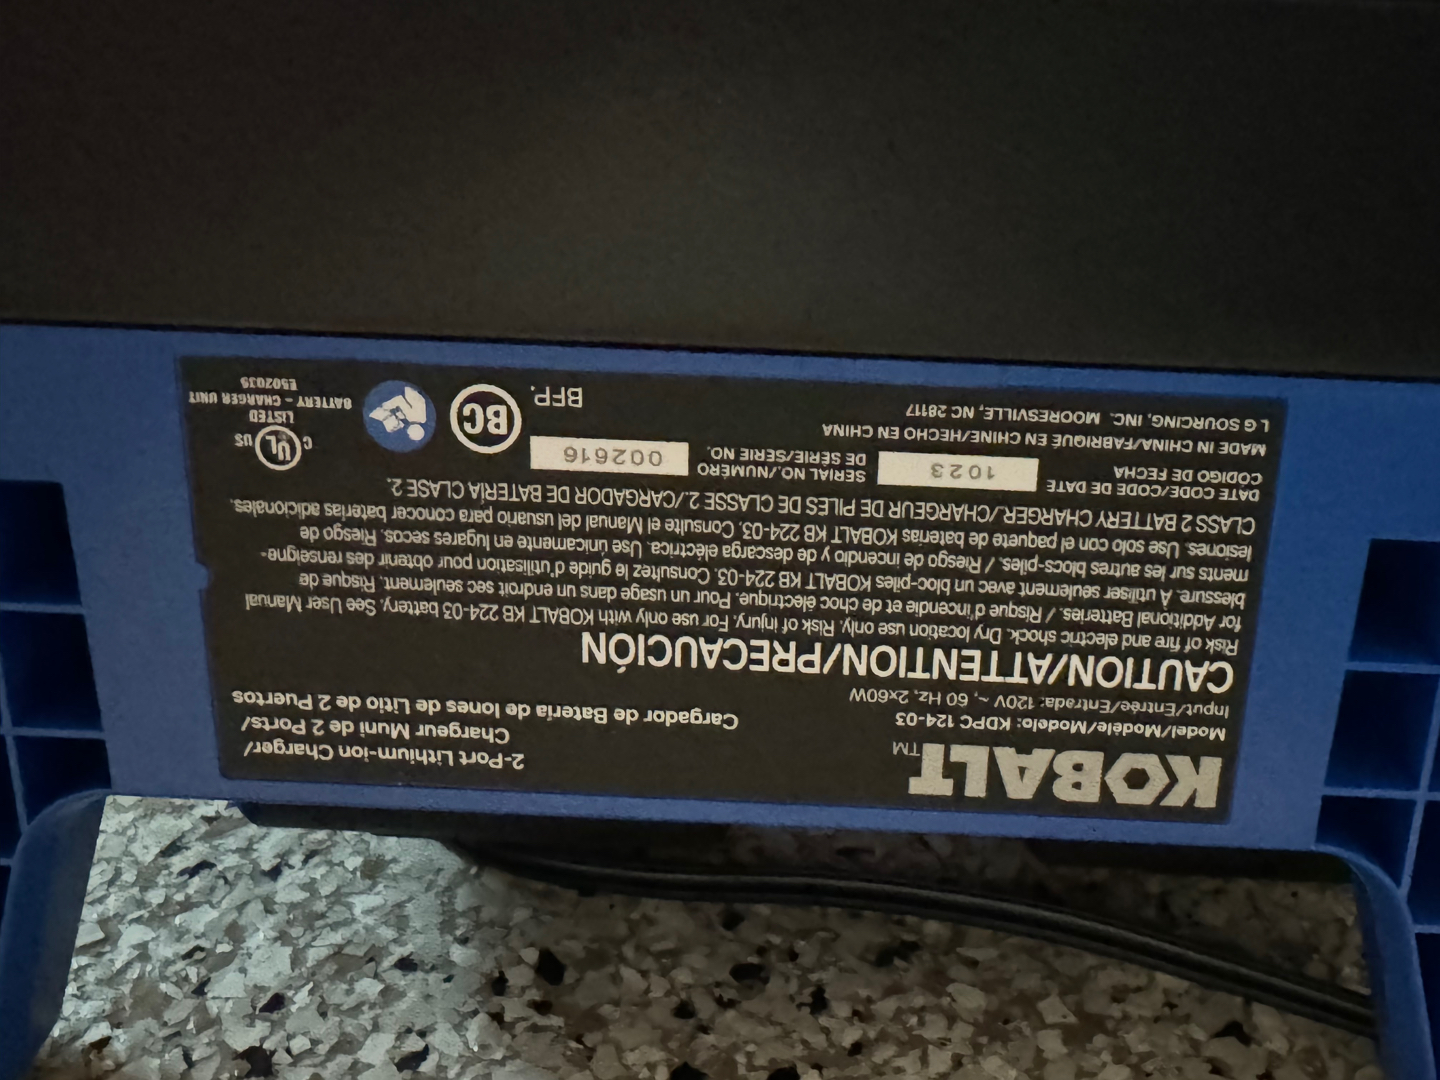 KOBALT™
2-Port Lithium-ion Charger/
Chargeur Muni de 2 Ports/
Cargador de Batería de Iones de Litio de 2 Puertos
Model/Modèle/Modelo: KDPC 124-03
Input/Entrée/Entrada: 120V ~, 60 Hz, 2x60W
CAUTION/ATTENTION/PRECAUCIÓN
Risk of fire and electric shock. Dry location use only. Risk of injury. For use only with KOBALT KB 224-03 battery. See User Manual
for Additional Batteries. / Risque d'incendie et de choc électrique. Pour un usage dans un endroit sec seulement. Risque de
blessure. À utiliser seulement avec un bloc-piles KOBALT KB 224-03. Consultez le guide d'utilisation pour obtenir des renseigne-
ments sur les autres blocs-piles. / Riesgo de incendio y de descarga eléctrica. Use únicamente en lugares secos. Riesgo de
lesiones. Use solo con el paquete de baterías KOBALT KB 224-03. Consulte el Manual del usuario para conocer baterías adicionales.
CLASS 2 BATTERY CHARGER./CHARGEUR DE PILES DE CLASSE 2./CARGADOR DE BATERÍA CLASE 2.
DATE CODE/CODE DE DATE
CÓDIGO DE FECHA
1023
SERIAL NO./NUMÉRO
DE SÉRIE/SERIE NO.
002616
MADE IN CHINA/FABRIQUÉ EN CHINE/HECHO EN CHINA
L G SOURCING, INC. MOORESVILLE, NC 28117
BFP.
BC
C UL US
LISTED
BATTERY - CHARGER UNIT
E502035